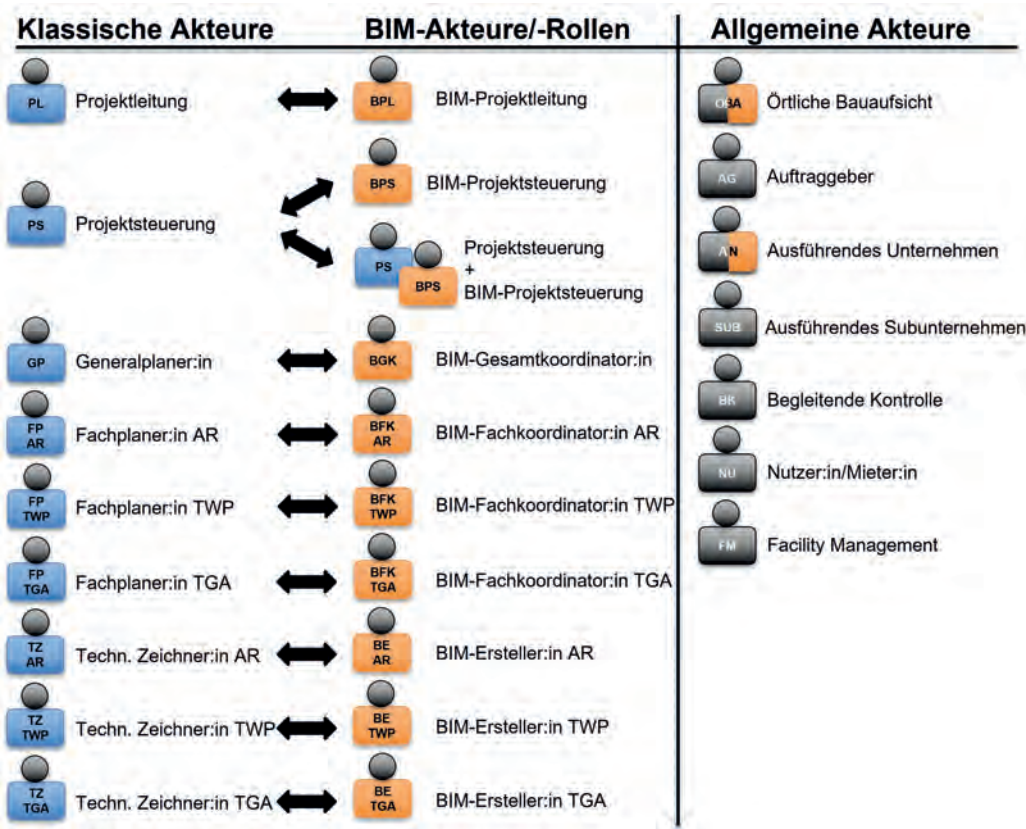 Klassische Akteure
BIM-Akteure/-Rollen
Allgemeine Akteure
PL
Projektleitung
BPL
BIM-Projektleitung
PS
Projektsteuerung
BPS
BIM-Projektsteuerung
PS
BPS
Projektsteuerung
+
BIM-Projektsteuerung
GP
Generalplaner:in
BGK
BIM-Gesamtkoordinator:in
FP
AR
Fachplaner:in AR
BFK
AR
BIM-Fachkoordinator:in AR
FP
TWP
Fachplaner:in TWP
BFK
TWP
BIM-Fachkoordinator:in TWP
FP
TGA
Fachplaner:in TGA
BFK
TGA
BIM-Fachkoordinator:in TGA
TZ
AR
Techn. Zeichner:in AR
BE
AR
BIM-Ersteller:in AR
TZ
TWP
Techn. Zeichner:in TWP
BE
TWP
BIM-Ersteller:in TWP
TZ
TGA
Techn. Zeichner:in TGA
BE
TGA
BIM-Ersteller:in TGA
ÖBA
Örtliche Bauaufsicht
AG
Auftraggeber
AN
Ausführendes Unternehmen
SUB
Ausführendes Subunternehmen
BK
Begleitende Kontrolle
NU
Nutzer:in/Mieter:in
FM
Facility Management